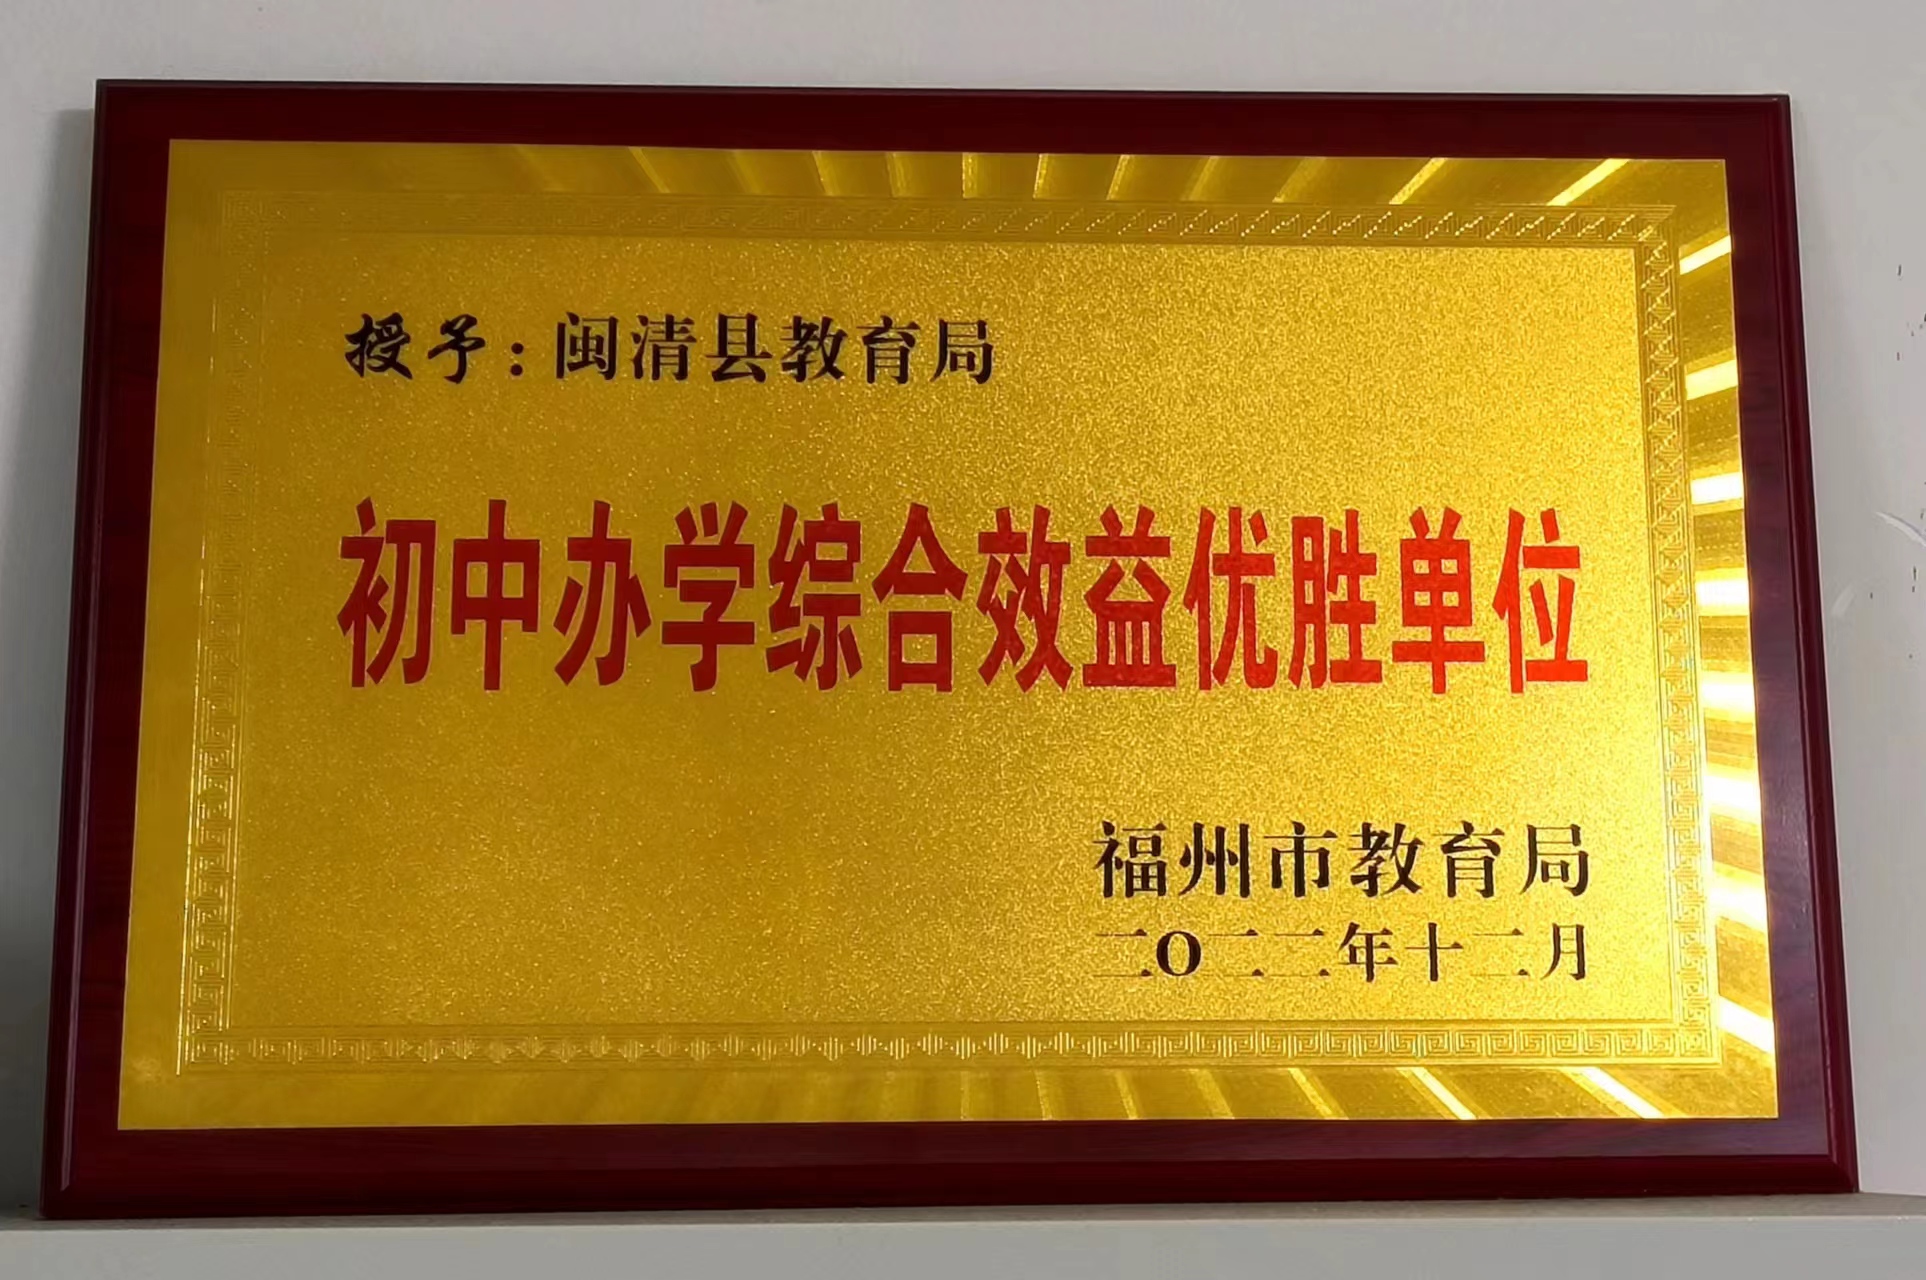 授予：闽清县教育局
初中办学综合效益优胜单位
福州市教育局
二O二二年十二月